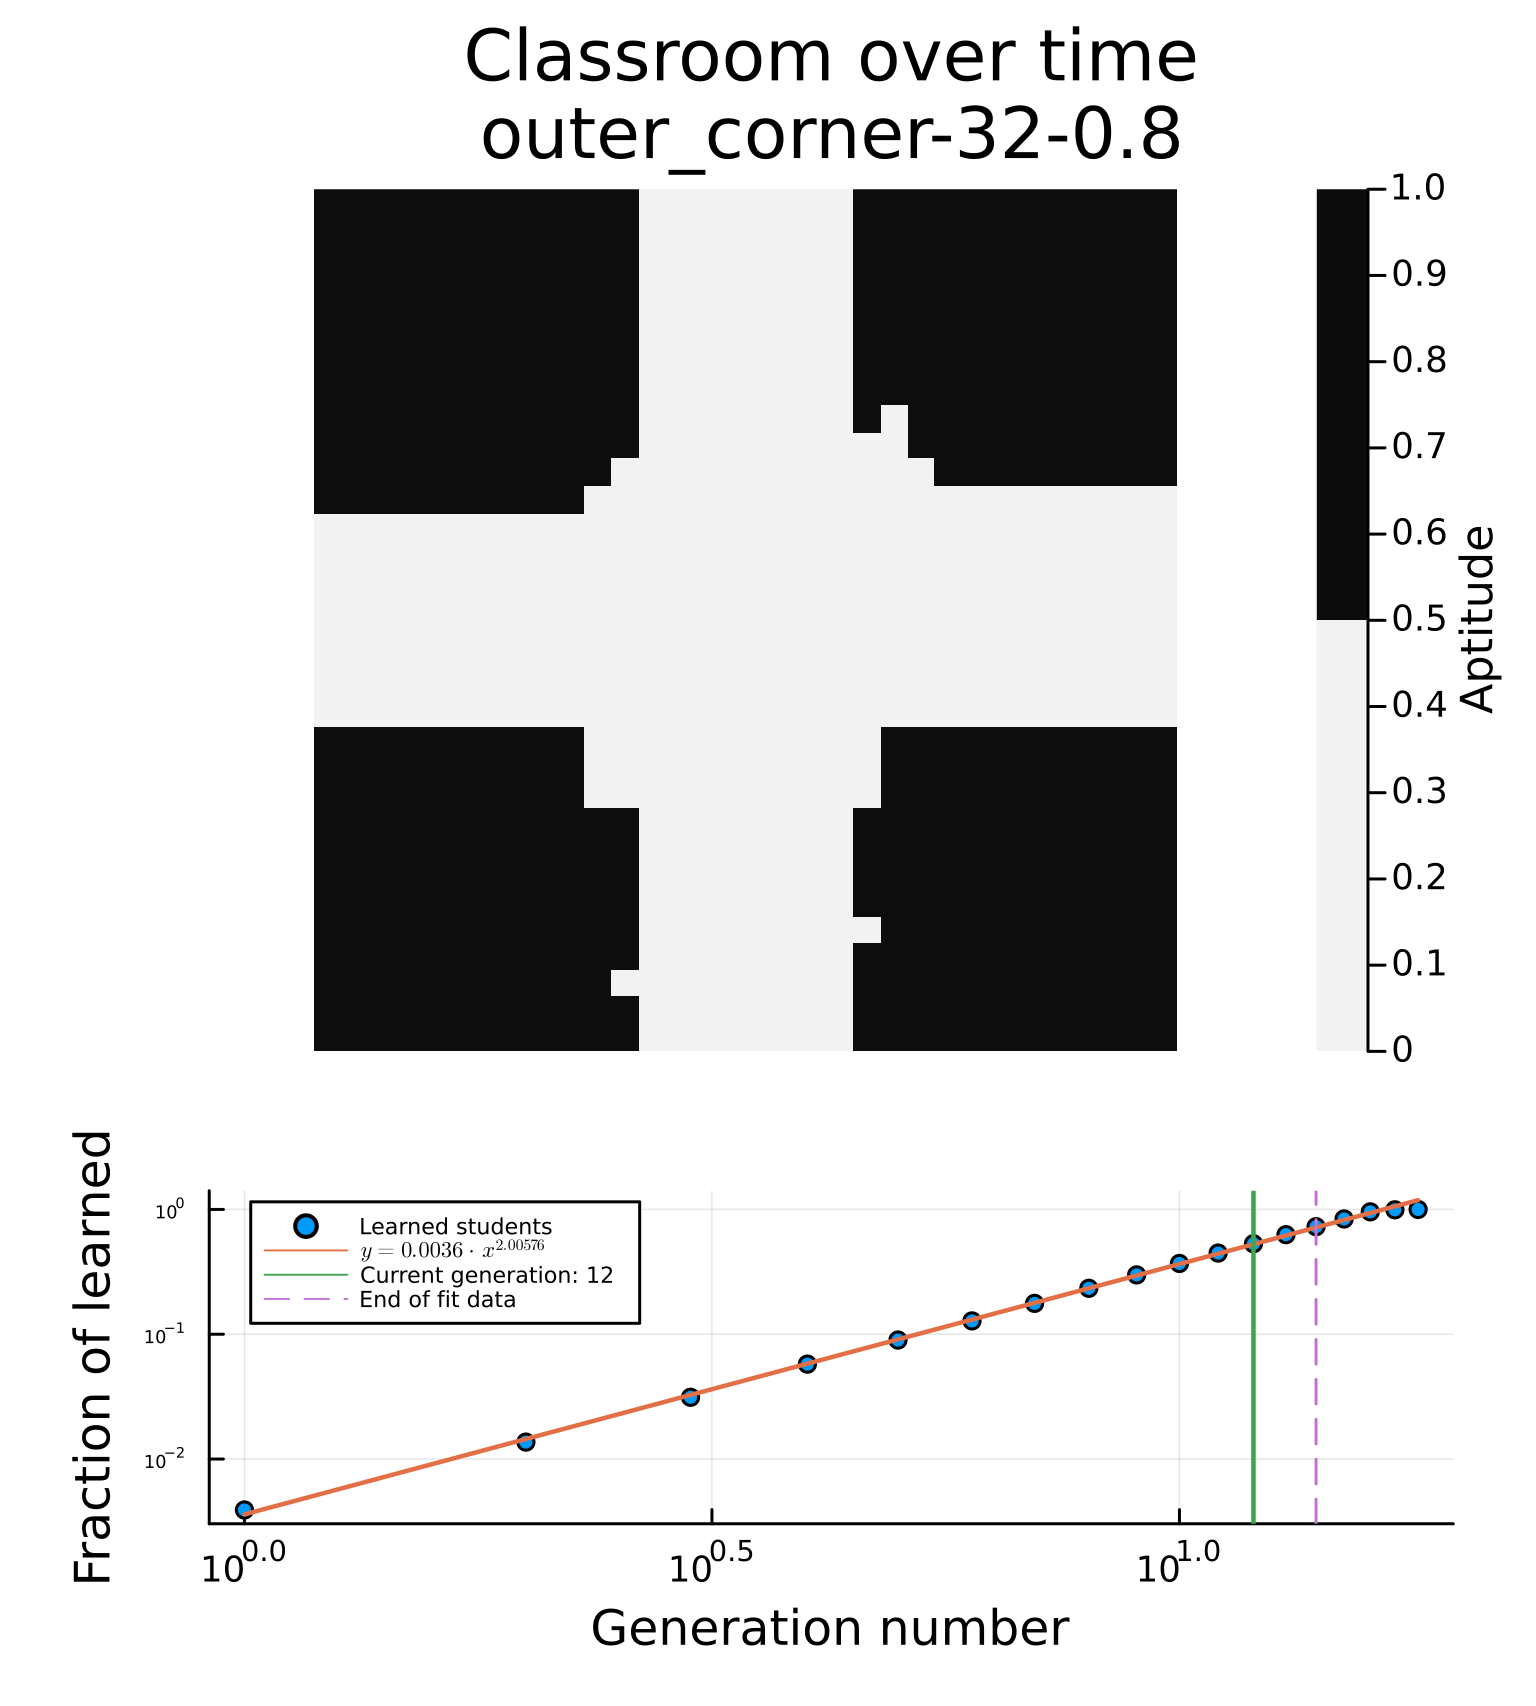 Classroom over time
outer_corner-32-0.8
1.0
0.9
0.8
0.7
0.6
0.5
0.4
0.3
0.2
0.1
0
Aptitude
Fraction of learned
10⁰
10⁻¹
10⁻²
Learned students
y = 0.0036 · x^2.00576
Current generation: 12
End of fit data
10^0.0
10^0.5
10^1.0
Generation number